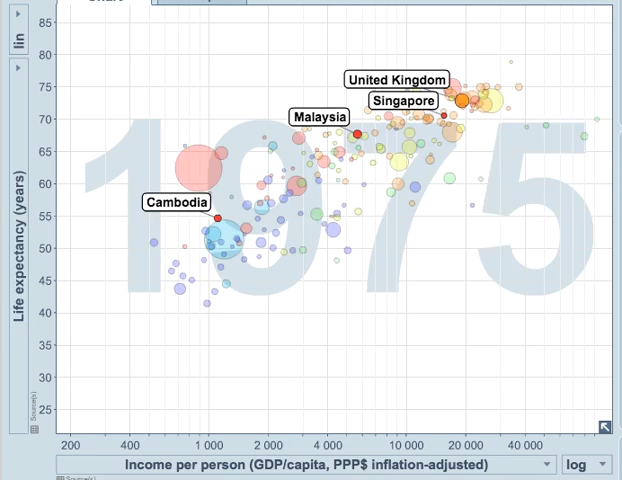 lin
Life expectancy (years)
85
80
75
70
65
60
55
50
45
40
35
30
25
1975
United Kingdom
Singapore
Malaysia
Cambodia
Source(s)
200
400
1 000
2 000
4 000
10 000
20 000
40 000
Income per person (GDP/capita, PPP$ inflation-adjusted)
log
Source(s)